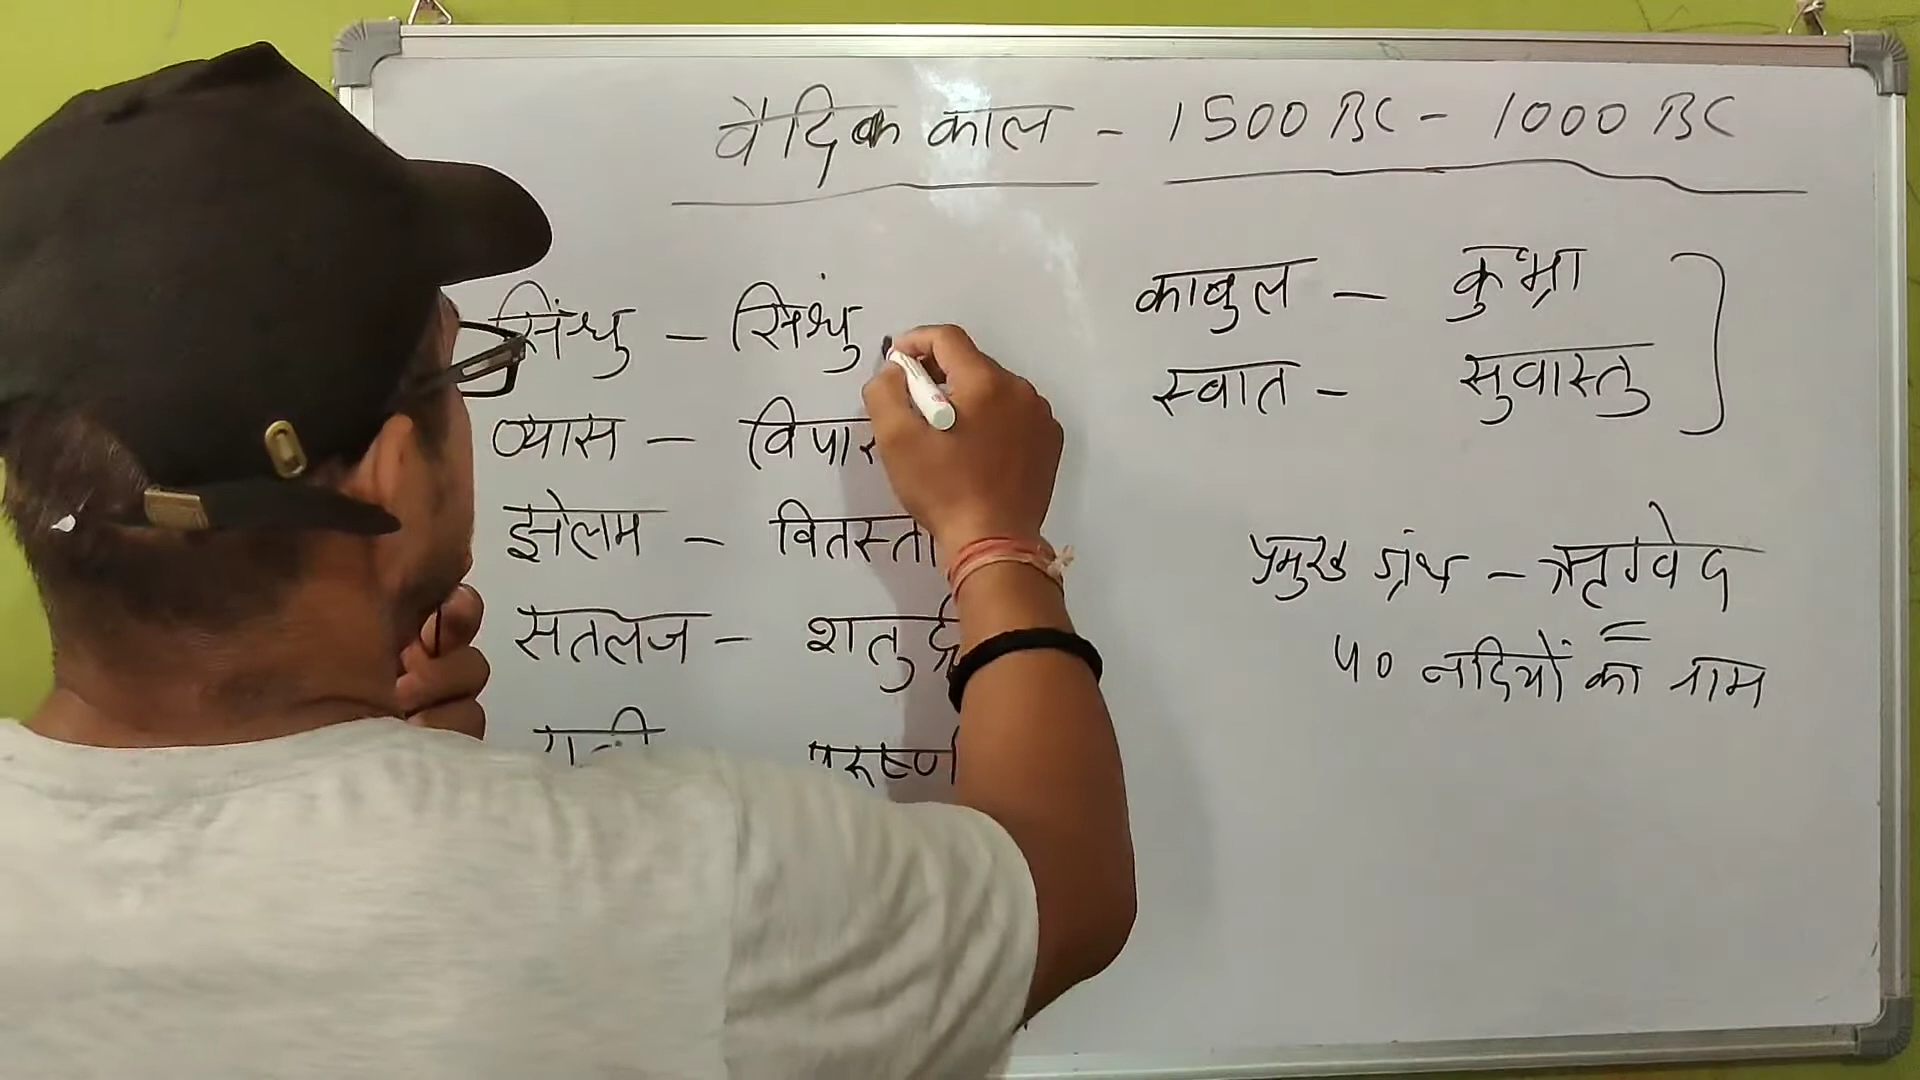 वैदिक काल - 1500 BC - 1000 BC
सिंधु - सिंधु
व्यास - विपास
झेलम - वितस्ता
सतलज - शतुद्र
परुष्ण
काबुल - कुभ्रा
स्वात - सुवास्तु
प्रमुख ग्रंथ - ऋग्वेद
40 नदियों का नाम